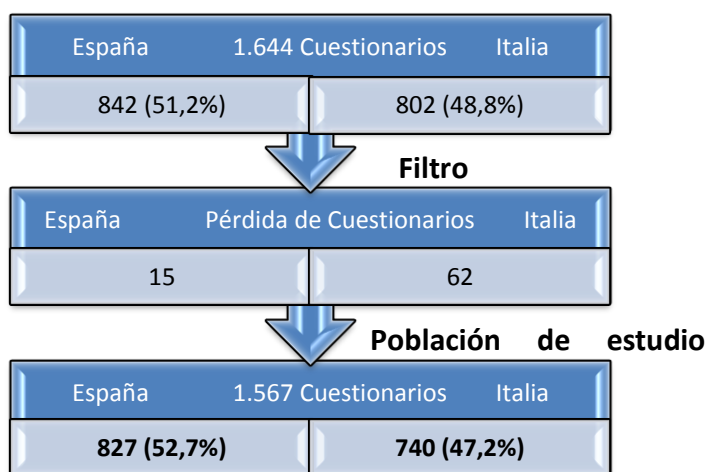 España 1.644 Cuestionarios Italia
842 (51,2%) 802 (48,8%)
Filtro
España Pérdida de Cuestionarios Italia
15 62
Población de estudio
España 1.567 Cuestionarios Italia
827 (52,7%) 740 (47,2%)